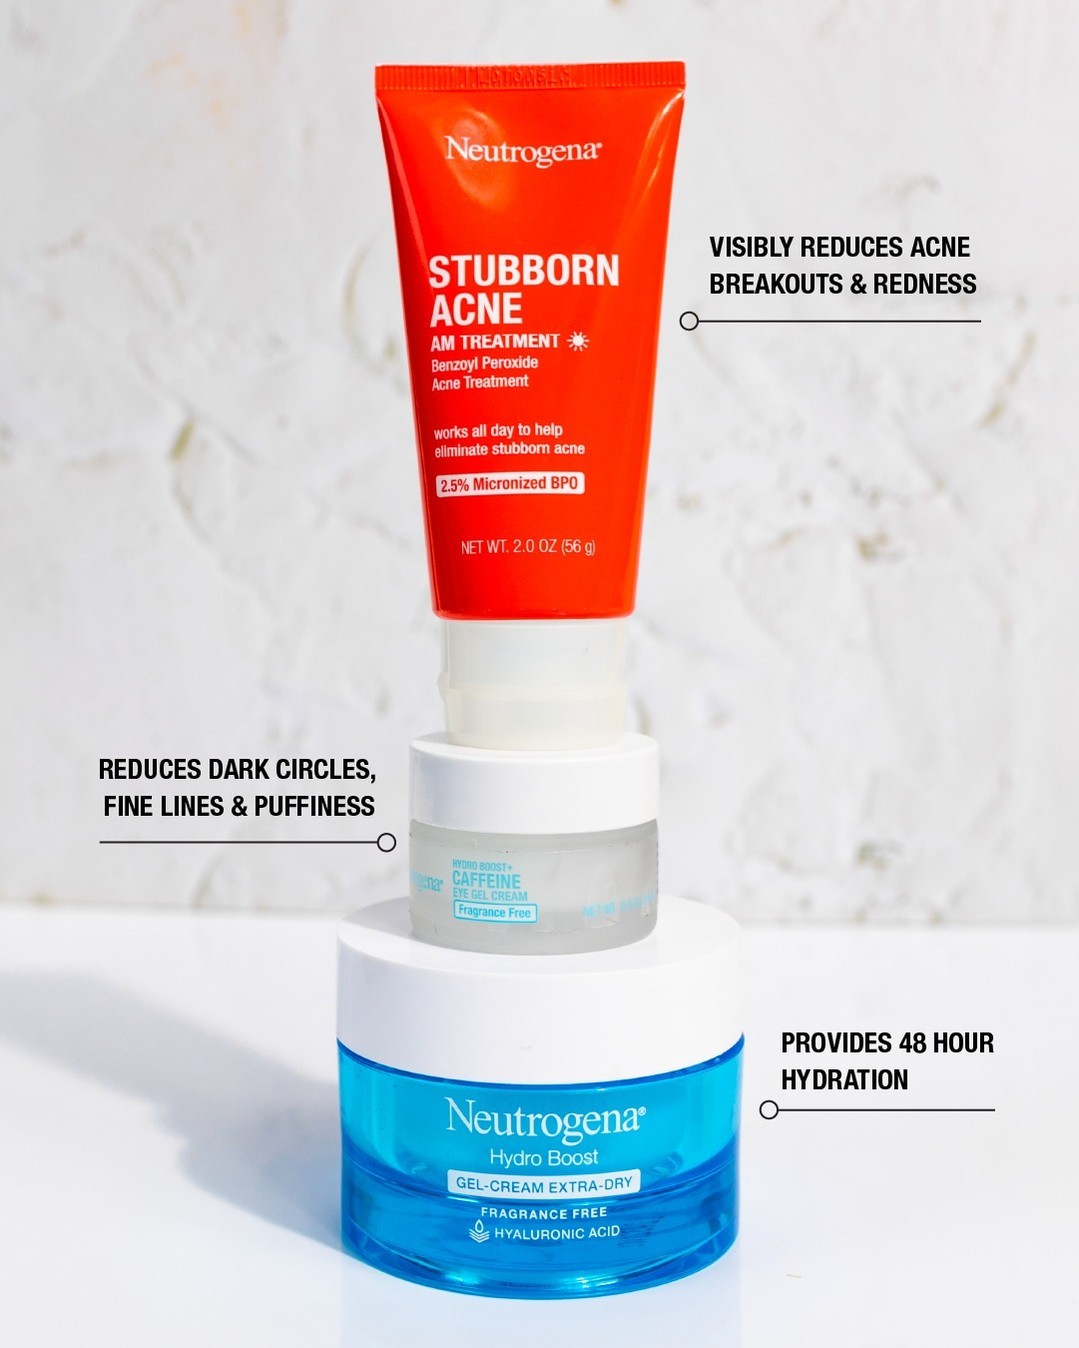 Neutrogena®
STUBBORN
ACNE
AM TREATMENT
Benzoyl Peroxide
Acne Treatment
works all day to help
eliminate stubborn acne
2.5% Micronized BPO
NET WT. 2.0 OZ (56 g)
VISIBLY REDUCES ACNE
BREAKOUTS & REDNESS
REDUCES DARK CIRCLES,
FINE LINES & PUFFINESS
HYDRO BOOST+
CAFFEINE
EYE GEL CREAM
Fragrance Free
PROVIDES 48 HOUR
HYDRATION
Neutrogena®
Hydro Boost
GEL-CREAM EXTRA-DRY
FRAGRANCE FREE
HYALURONIC ACID